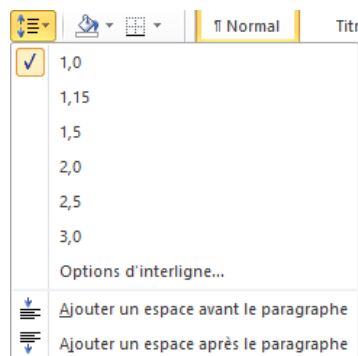 ¶ Normal Titr
1,0
1,15
1,5
2,0
2,5
3,0
Options d'interligne...
Ajouter un espace avant le paragraphe
Ajouter un espace après le paragraphe